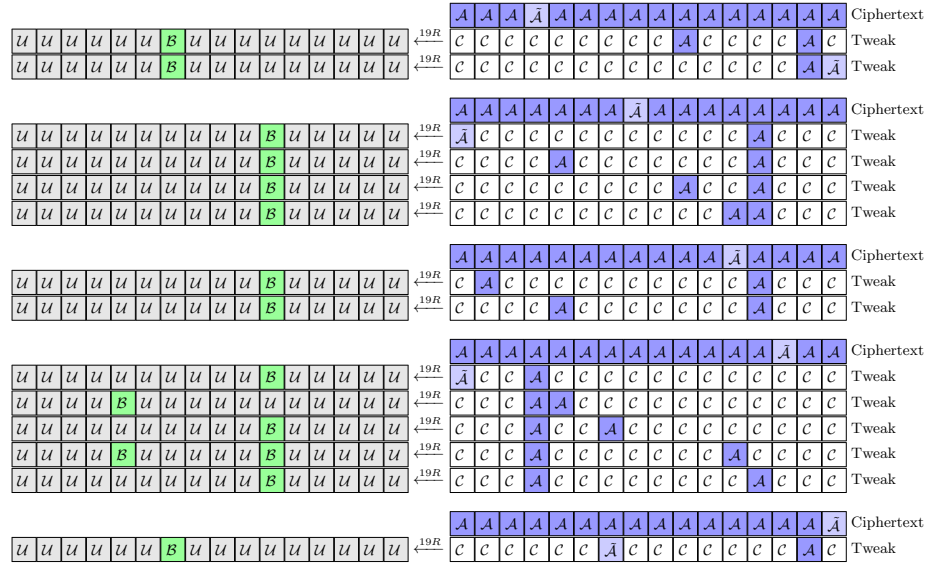 A A A Ā A A A A A A A A A A A A Ciphertext
U U U U U U B U U U U U U U U U ←19R C C C C C C C C C A C C C C A C Tweak
U U U U U U B U U U U U U U U U ←19R C C C C C C C C C C C C C C A Ā Tweak
A A A A A A A Ā A A A A A A A A Ciphertext
U U U U U U U U U U B U U U U U ←19R Ā C C C C C C C C C C C A C C C Tweak
U U U U U U U U U U B U U U U U ←19R C C C C A C C C C C C C A C C C Tweak
U U U U U U U U U U B U U U U U ←19R C C C C C C C C C A C C A C C C Tweak
U U U U U U U U U U B U U U U U ←19R C C C C C C C C C C C A A C C C Tweak
A A A A A A A A A A A Ā A A A A Ciphertext
U U U U U U U U U U B U U U U U ←19R C A C C C C C C C C C C A C C C Tweak
U U U U U U U U U U B U U U U U ←19R C C C C A C C C C C C C A C C C Tweak
A A A A A A A A A A A A A Ā A A Ciphertext
U U U U U U U U U U B U U U U U ←19R Ā C C A C C C C C C C C C C C C Tweak
U U U U B U U U U U U U U U U U ←19R C C C A A C C C C C C C C C C C Tweak
U U U U U U U U U U B U U U U U ←19R C C C A C C A C C C C C C C C C Tweak
U U U U B U U U U U B U U U U U ←19R C C C A C C C C C C C A C C C C Tweak
U U U U U U U U U U B U U U U U ←19R C C C A C C C C C C C C A C C C Tweak
A A A A A A A A A A A A A A A Ā Ciphertext
U U U U U U B U U U U U U U U U ←19R C C C C C C Ā C C C C C C C A C Tweak